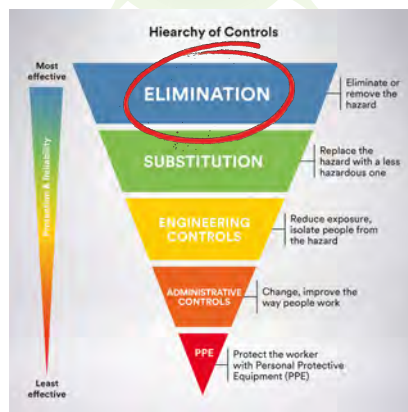 Hiearchy of Controls
Most
effective
ELIMINATION
Eliminate or
remove the
hazard
SUBSTITUTION
Replace the
hazard with a less
hazardous one
ENGINEERING
CONTROLS
Reduce exposure,
isolate people from
the hazard
ADMINISTRATIVE
CONTROLS
Change, improve the
way people work
PPE
Protect the worker
with Personal Protective
Equipment (PPE)
& Reliability
Least
effective